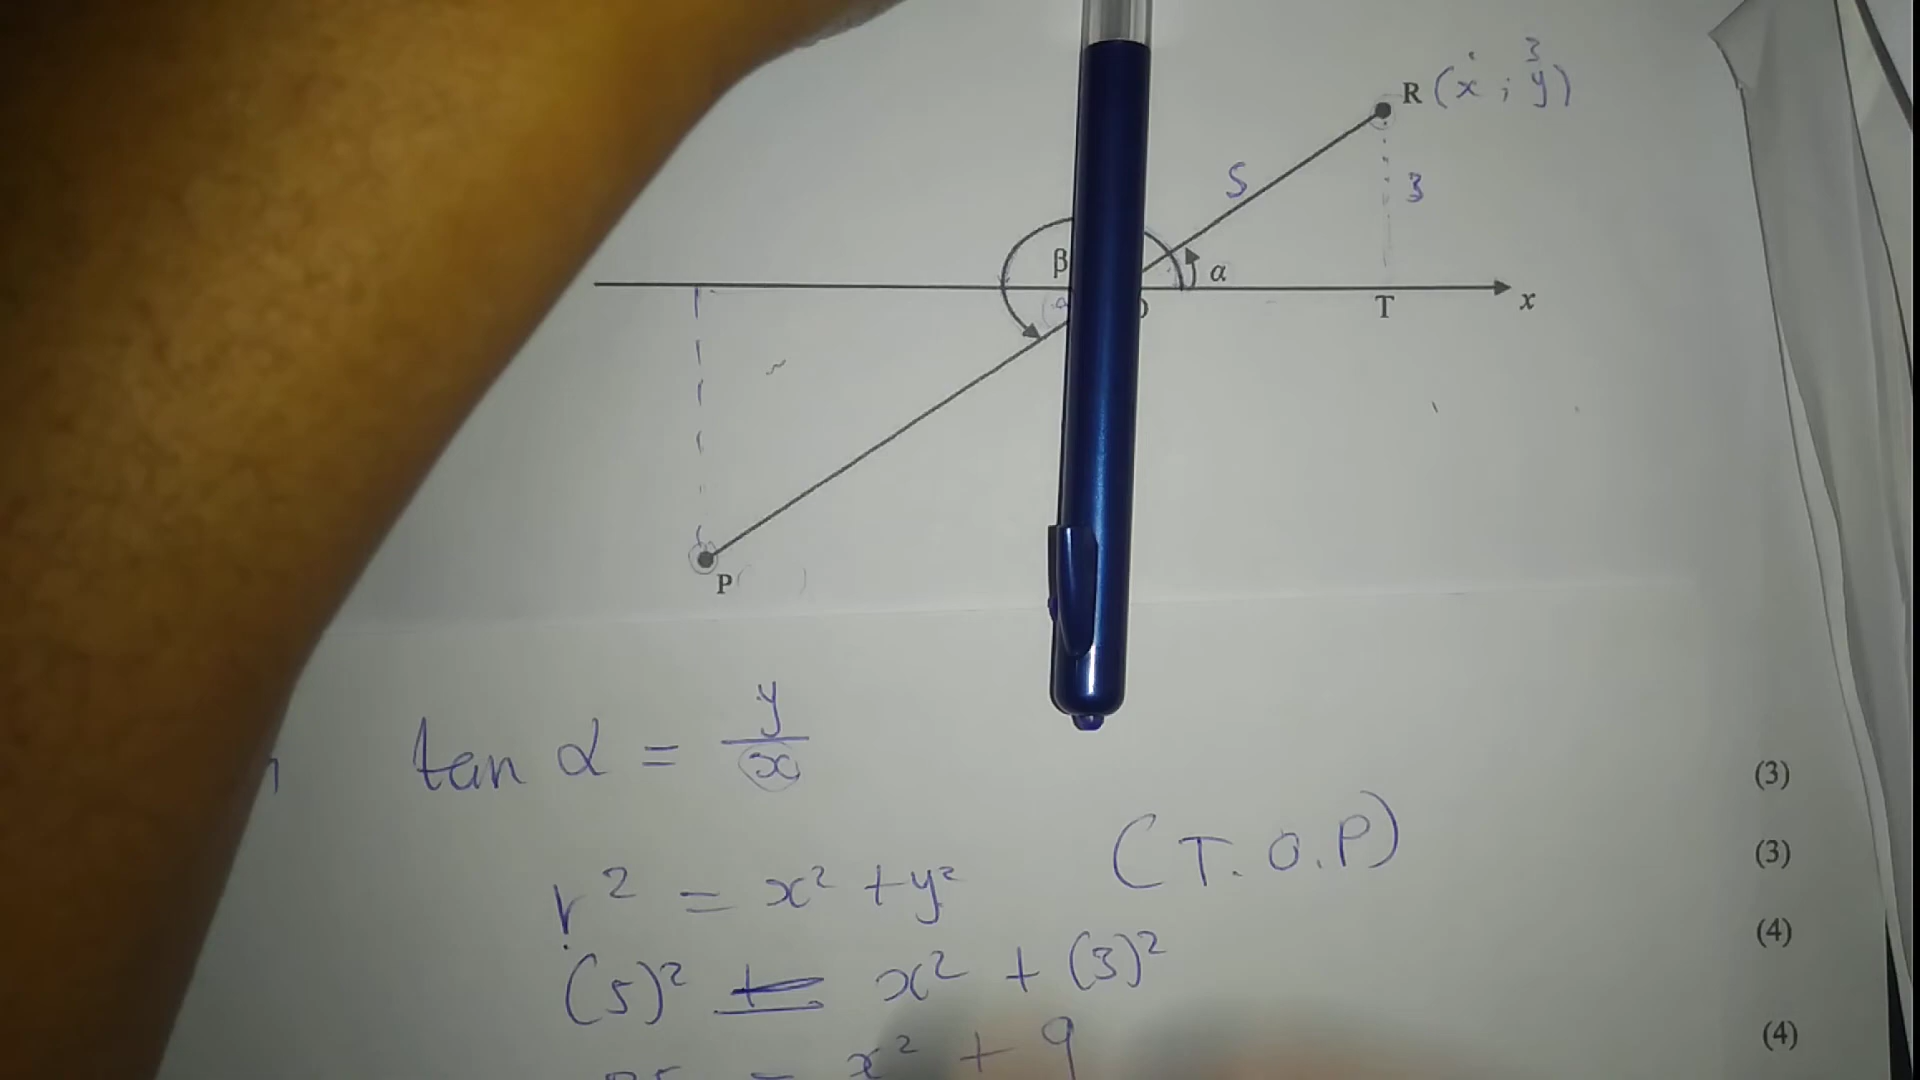 3
R (x ; y)
5
3
β
α
T
x
P( )
tan α = y/x
(3)
(T.O.P)
r² = x² + y²
(3)
(5)² = x² + (3)²
(4)
= x² + 9
(4)